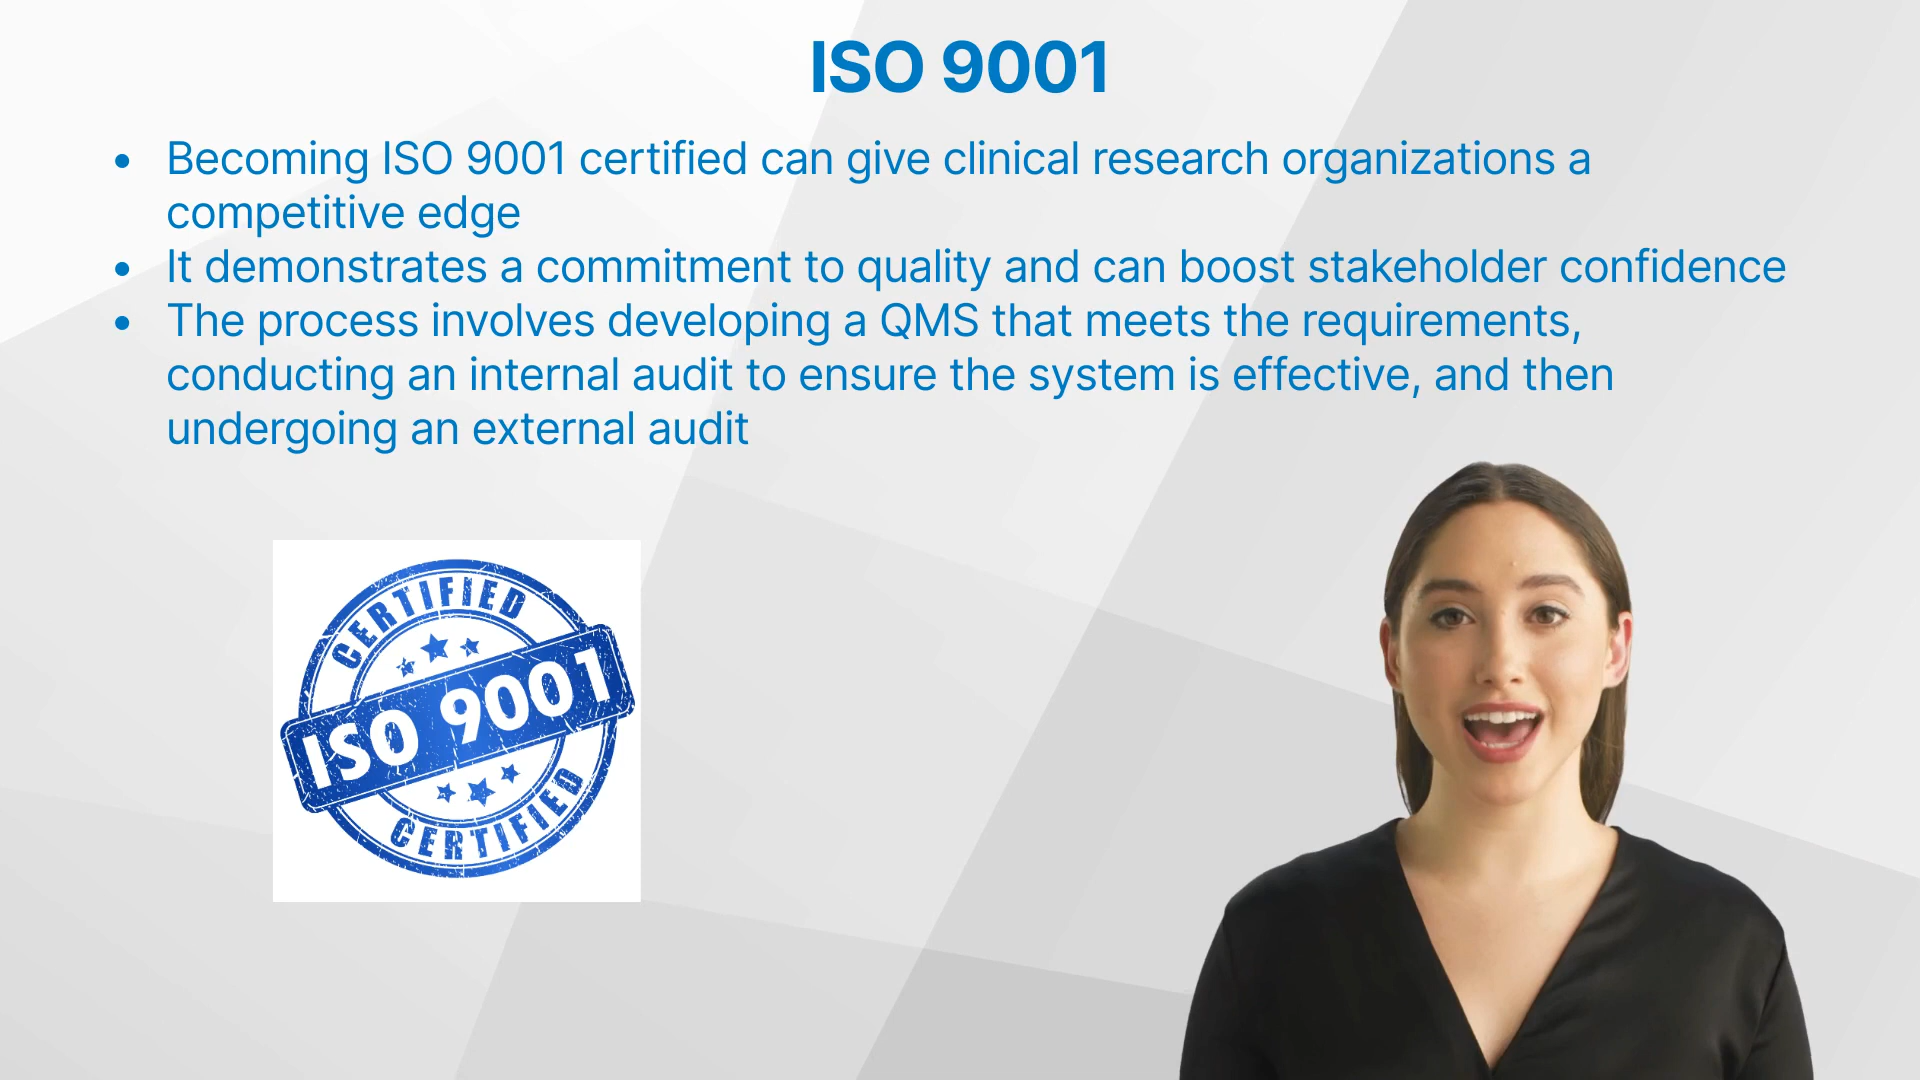 ISO 9001
• Becoming ISO 9001 certified can give clinical research organizations a
competitive edge
• It demonstrates a commitment to quality and can boost stakeholder confidence
• The process involves developing a QMS that meets the requirements,
conducting an internal audit to ensure the system is effective, and then
undergoing an external audit
CERTIFIED
ISO 9001
CERTIFIED